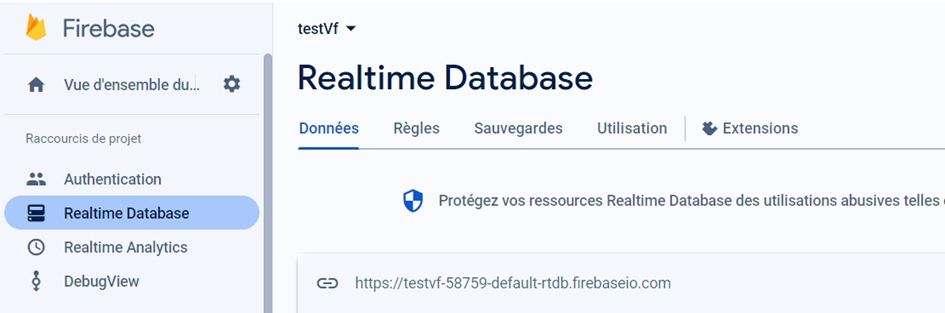 Firebase
Vue d'ensemble du...
Raccourcis de projet
Authentication
Realtime Database
Realtime Analytics
DebugView
testVf
Realtime Database
Données Règles Sauvegardes Utilisation Extensions
Protégez vos ressources Realtime Database des utilisations abusives telles
https://testvf-58759-default-rtdb.firebaseio.com